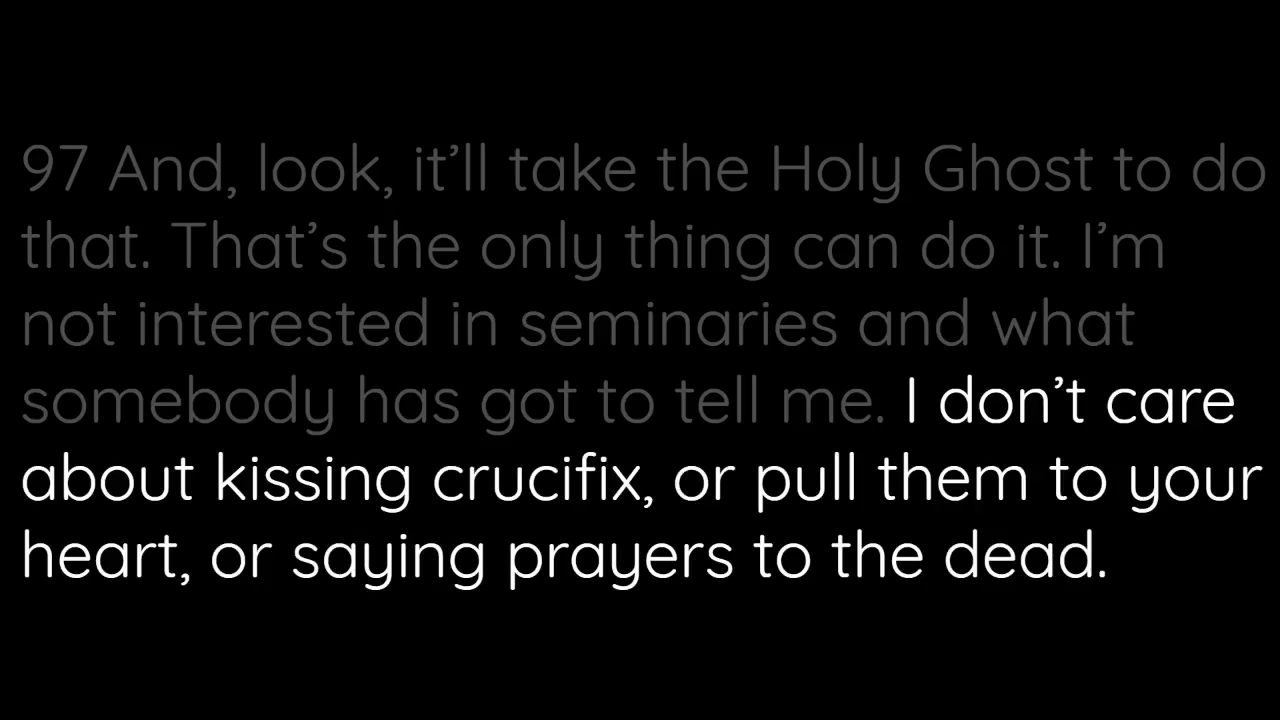 97 And, look, it’ll take the Holy Ghost to do
that. That’s the only thing can do it. I’m
not interested in seminaries and what
somebody has got to tell me. I don’t care
about kissing crucifix, or pull them to your
heart, or saying prayers to the dead.